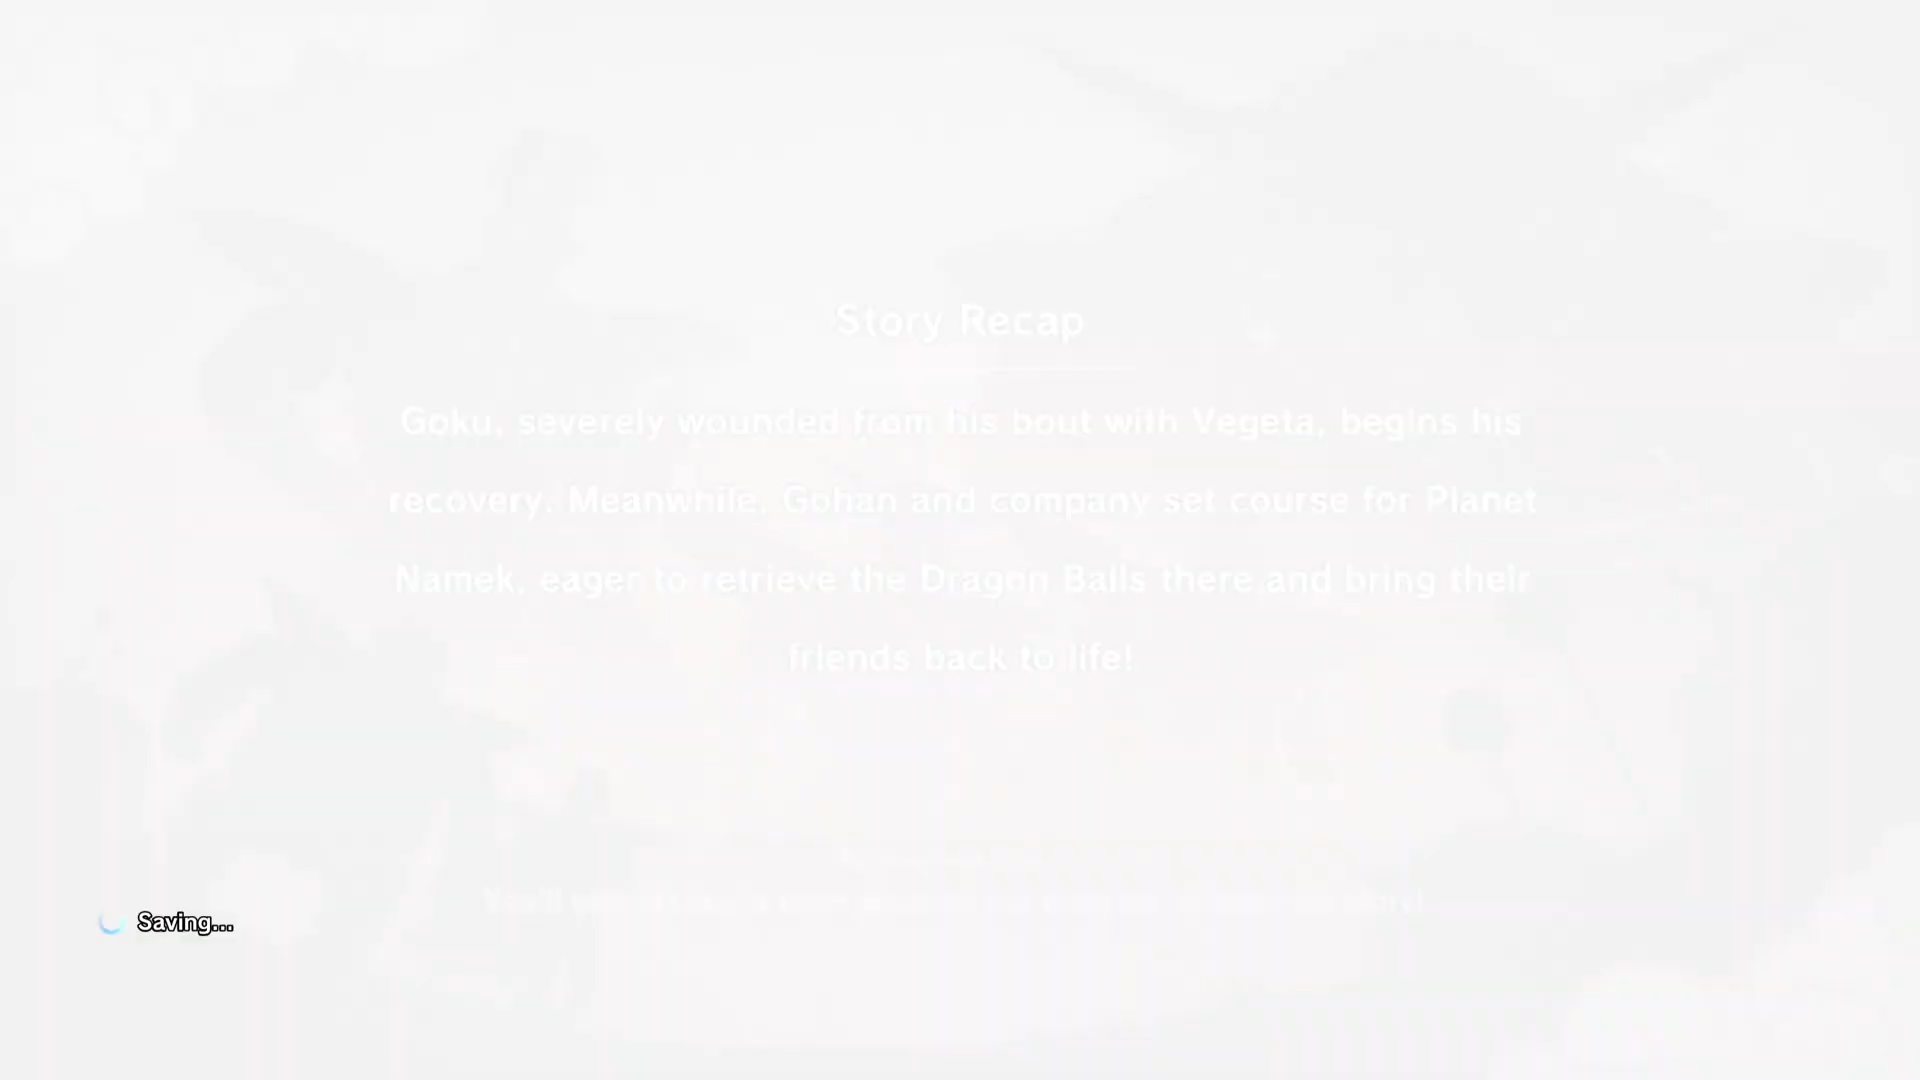 Story Recap
Goku, severely wounded from his bout with Vegeta, begins his
recovery. Meanwhile, Gohan and company set course for Planet
Namek, eager to retrieve the Dragon Balls there and bring their
friends back to life!
Saving...